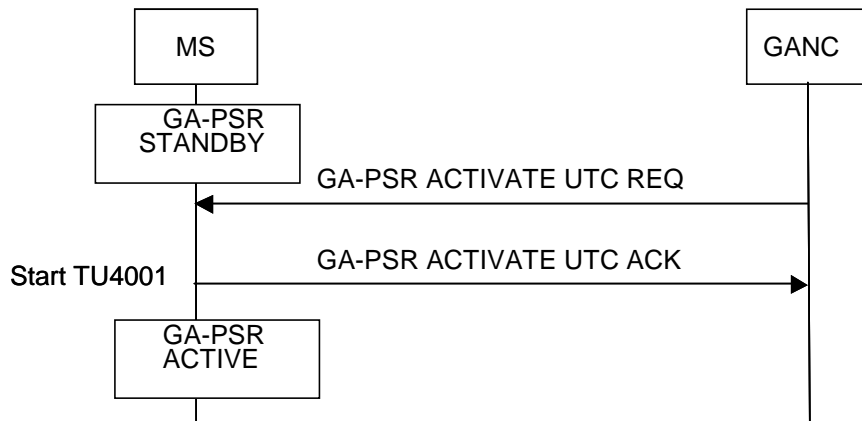 MS
GANC
GA-PSR
STANDBY
GA-PSR ACTIVATE UTC REQ
Start TU4001
GA-PSR ACTIVATE UTC ACK
GA-PSR
ACTIVE